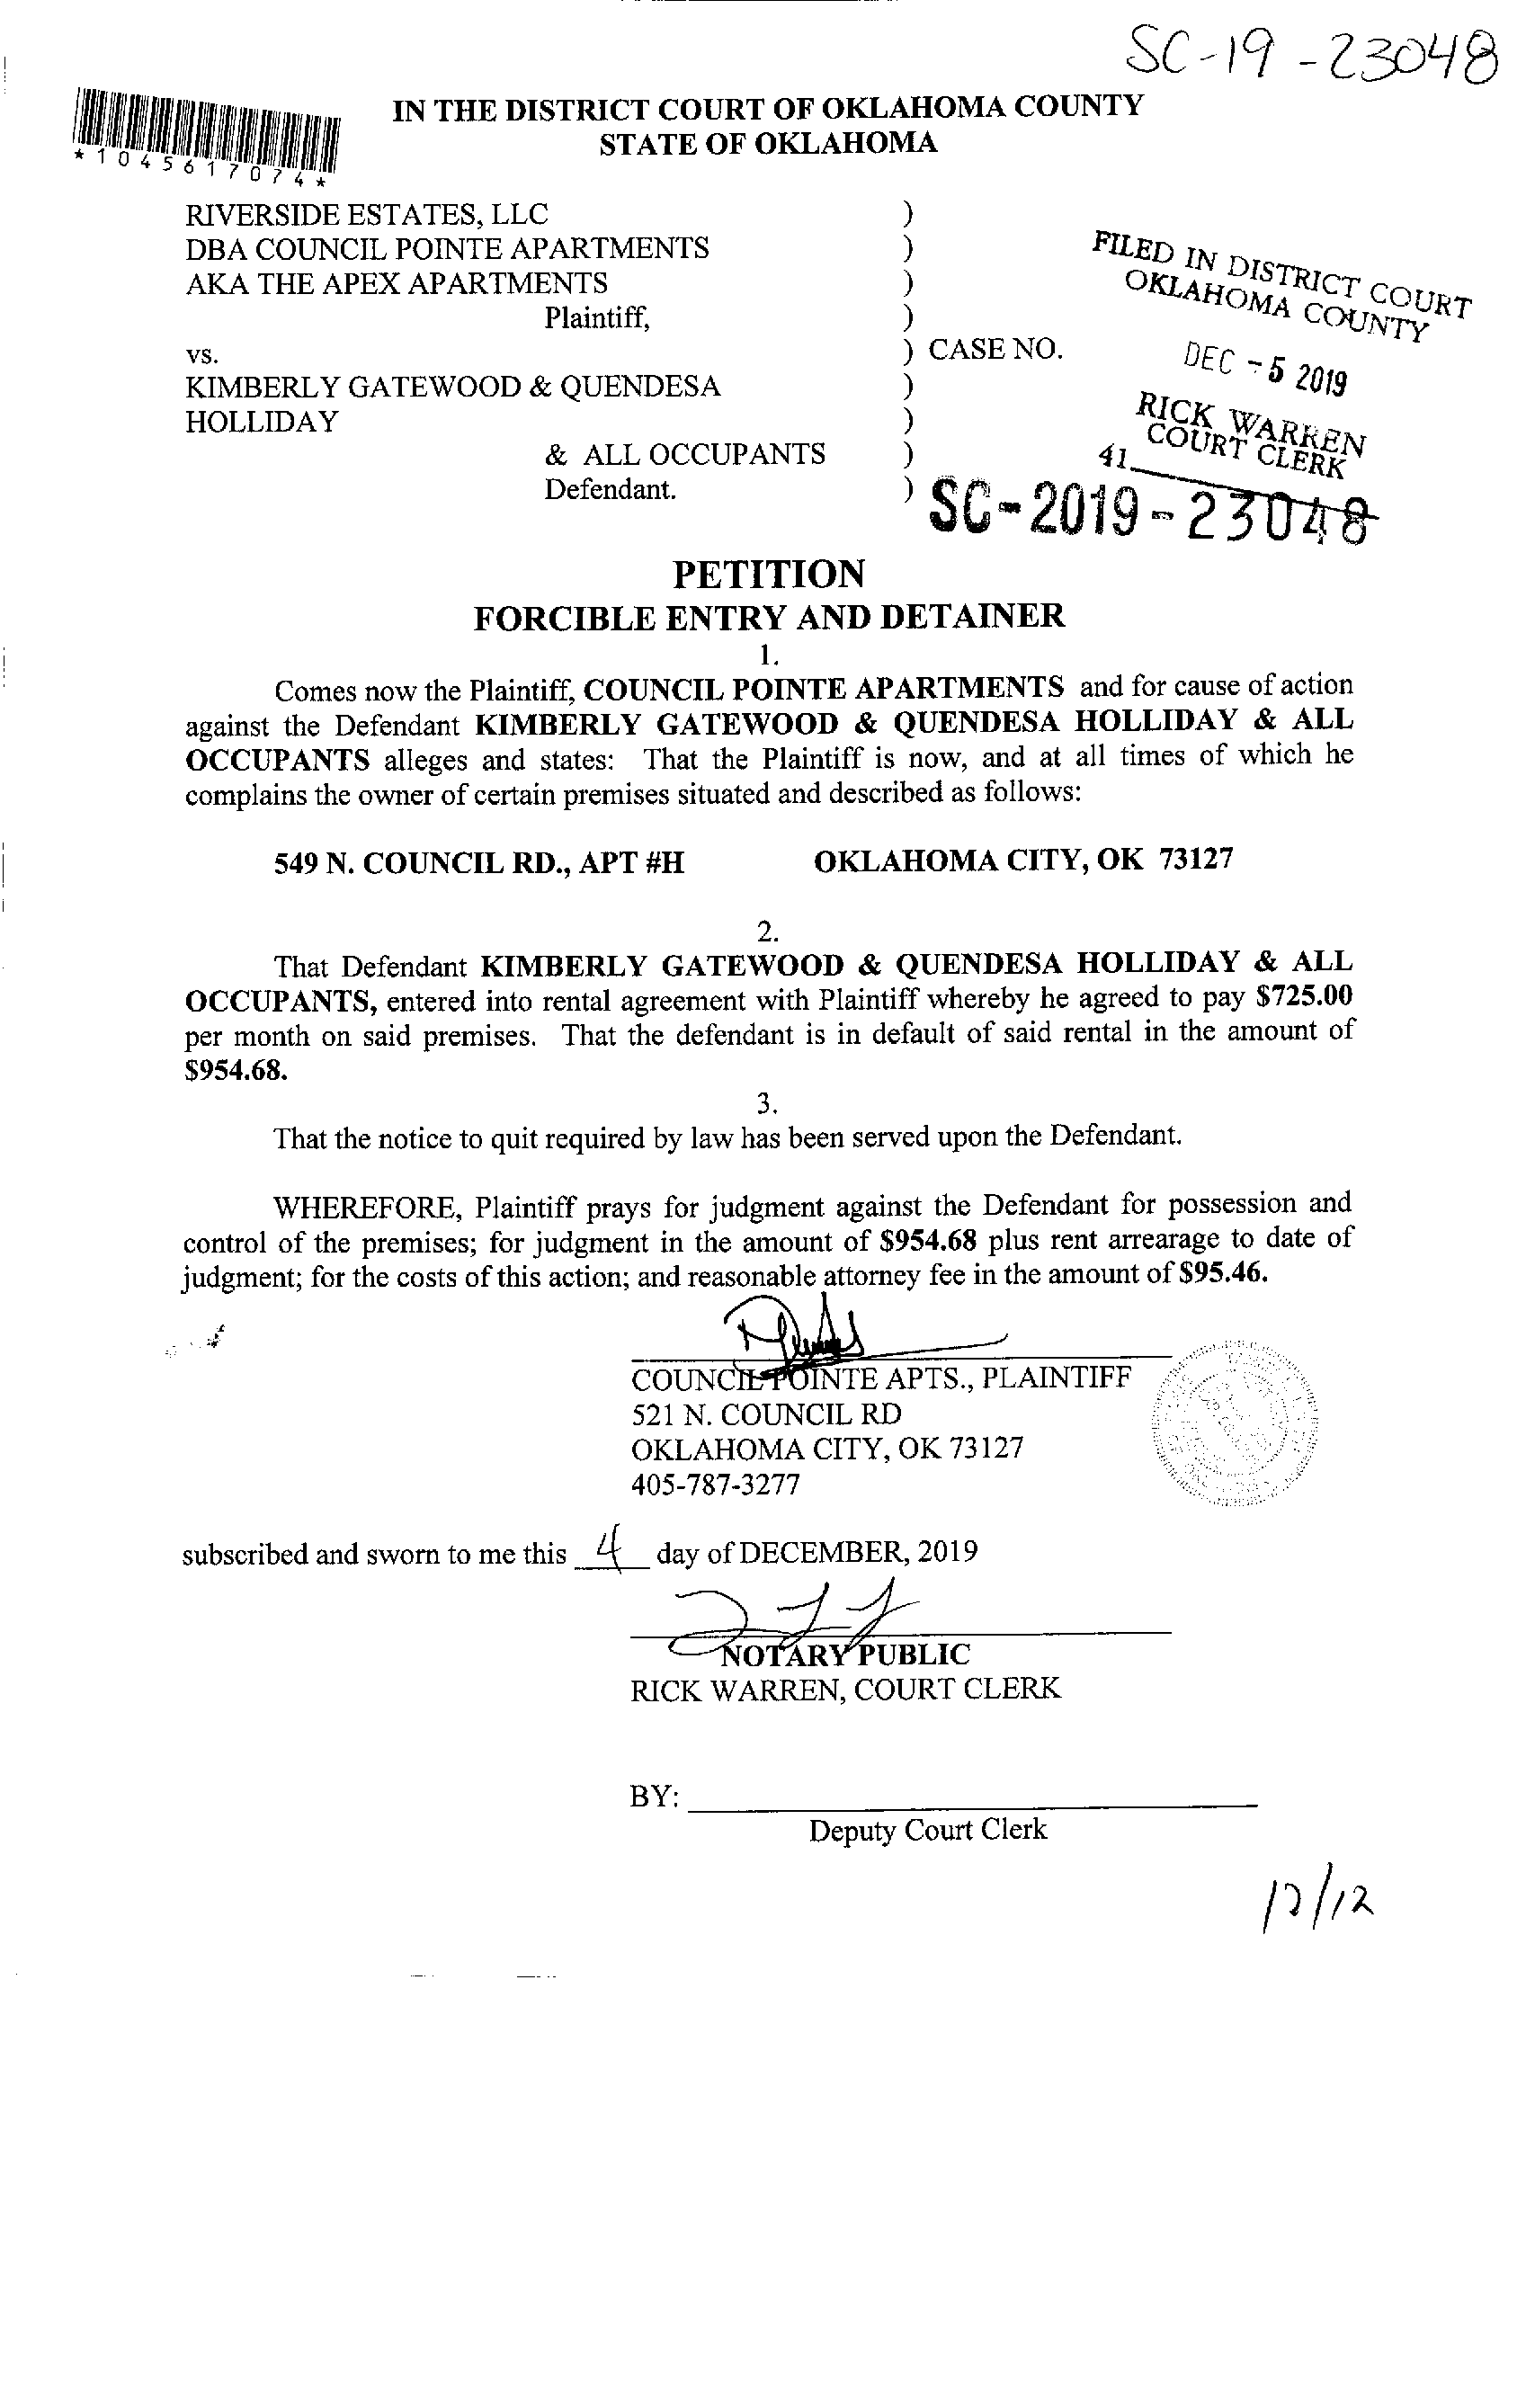 SC-19-23048
IN THE DISTRICT COURT OF OKLAHOMA COUNTY
STATE OF OKLAHOMA
*1045617074*
RIVERSIDE ESTATES, LLC )
DBA COUNCIL POINTE APARTMENTS )
AKA THE APEX APARTMENTS )
Plaintiff, )
vs. ) CASE NO.
KIMBERLY GATEWOOD & QUENDESA )
HOLLIDAY )
& ALL OCCUPANTS )
Defendant. )
FILED IN DISTRICT COURT
OKLAHOMA COUNTY
DEC -5 2019
RICK WARREN
COURT CLERK
41
SC-2019-23048
PETITION
FORCIBLE ENTRY AND DETAINER
1.
Comes now the Plaintiff, COUNCIL POINTE APARTMENTS and for cause of action
against the Defendant KIMBERLY GATEWOOD & QUENDESA HOLLIDAY & ALL
OCCUPANTS alleges and states: That the Plaintiff is now, and at all times of which he
complains the owner of certain premises situated and described as follows:
549 N. COUNCIL RD., APT #H OKLAHOMA CITY, OK 73127
2.
That Defendant KIMBERLY GATEWOOD & QUENDESA HOLLIDAY & ALL
OCCUPANTS, entered into rental agreement with Plaintiff whereby he agreed to pay $725.00
per month on said premises. That the defendant is in default of said rental in the amount of
$954.68.
3.
That the notice to quit required by law has been served upon the Defendant.
WHEREFORE, Plaintiff prays for judgment against the Defendant for possession and
control of the premises; for judgment in the amount of $954.68 plus rent arrearage to date of
judgment; for the costs of this action; and reasonable attorney fee in the amount of $95.46.
COUNCIL POINTE APTS., PLAINTIFF
521 N. COUNCIL RD
OKLAHOMA CITY, OK 73127
405-787-3277
subscribed and sworn to me this 4 day of DECEMBER, 2019
NOTARY PUBLIC
RICK WARREN, COURT CLERK
BY:
Deputy Court Clerk
12/12